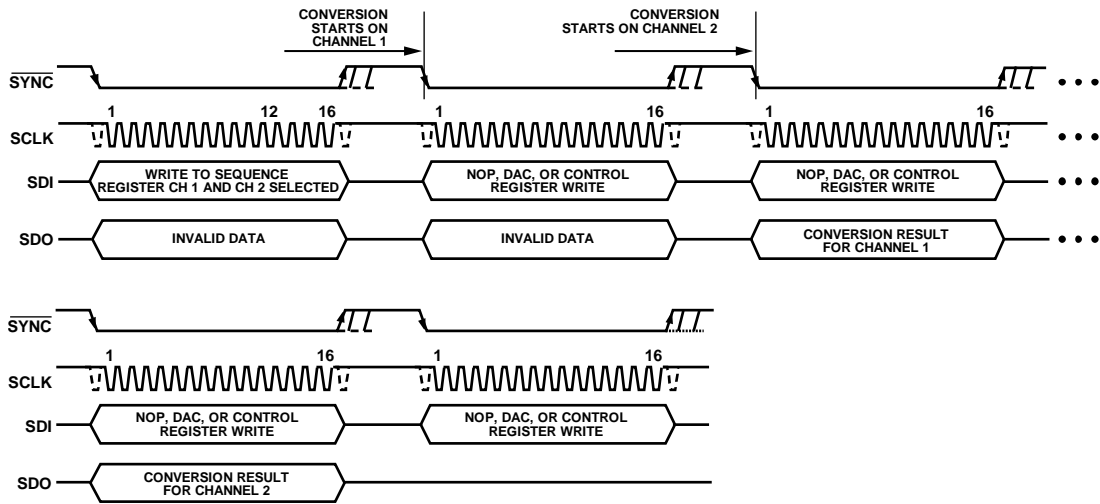 CONVERSION
STARTS ON
CHANNEL 1
CONVERSION
STARTS ON CHANNEL 2
SYNC
1 12 16 1 16 1 16
SCLK
SDI
WRITE TO SEQUENCE
REGISTER CH 1 AND CH 2 SELECTED
NOP, DAC, OR CONTROL
REGISTER WRITE
NOP, DAC, OR CONTROL
REGISTER WRITE
SDO
INVALID DATA
INVALID DATA
CONVERSION RESULT
FOR CHANNEL 1
SYNC
1 16 1 16
SCLK
SDI
NOP, DAC, OR CONTROL
REGISTER WRITE
NOP, DAC, OR CONTROL
REGISTER WRITE
SDO
CONVERSION RESULT
FOR CHANNEL 2